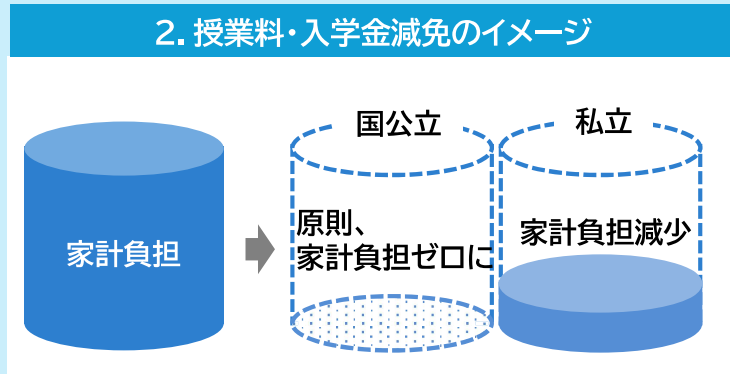 2. 授業料・入学金減免のイメージ
家計負担
国公立
原則、
家計負担ゼロに
私立
家計負担減少